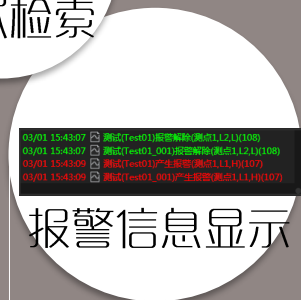 检索
03/01 15:43:07 测试(Test01)报警解除(测点1,L2,L)(108)
03/01 15:43:07 测试(Test01_001)报警解除(测点1,L2,L)(108)
03/01 15:43:09 测试(Test01)产生报警(测点1,L1,H)(107)
03/01 15:43:09 测试(Test01_001)产生报警(测点1,L1,H)(107)
报警信息显示